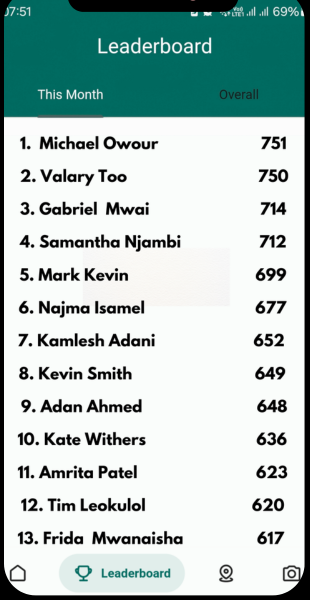 07:51 69%
Leaderboard
This Month Overall
1. Michael Owour 751
2. Valary Too 750
3. Gabriel Mwai 714
4. Samantha Njambi 712
5. Mark Kevin 699
6. Najma Isamel 677
7. Kamlesh Adani 652
8. Kevin Smith 649
9. Adan Ahmed 648
10. Kate Withers 636
11. Amrita Patel 623
12. Tim Leokulol 620
13. Frida Mwanaisha 617
Leaderboard